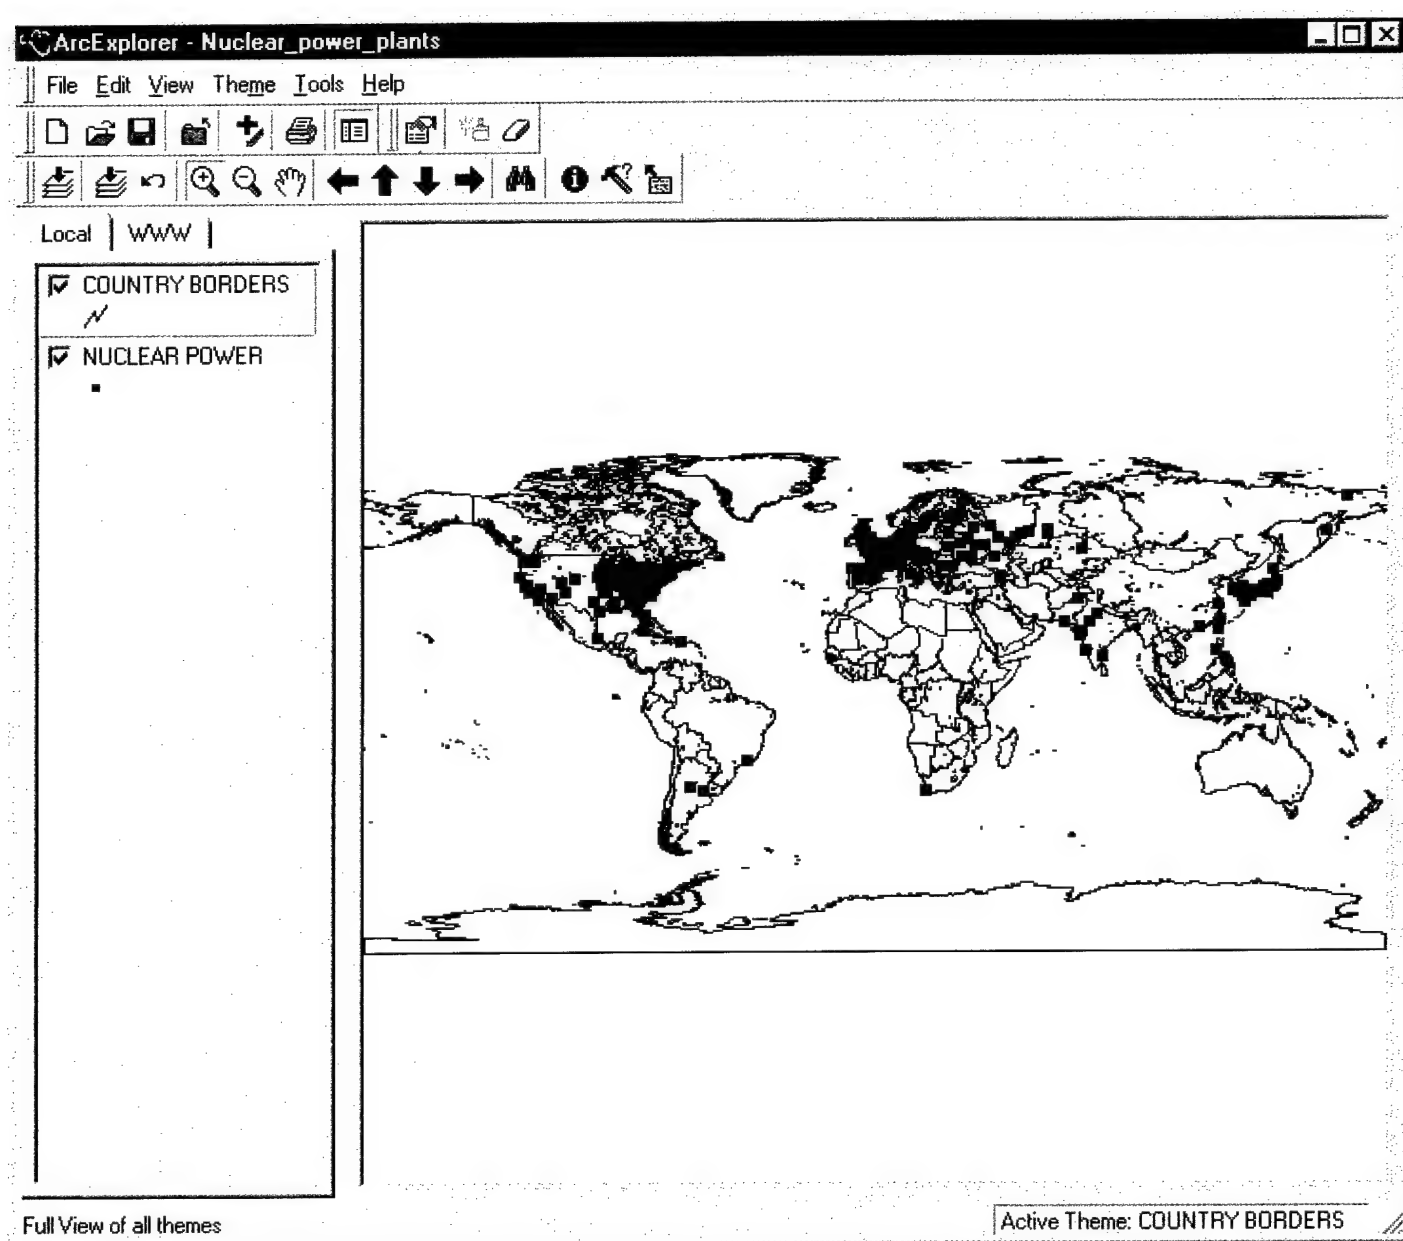 ArcExplorer - Nuclear_power_plants
File Edit View Theme Tools Help
Local WWW
COUNTRY BORDERS
NUCLEAR POWER
Full View of all themes
Active Theme: COUNTRY BORDERS